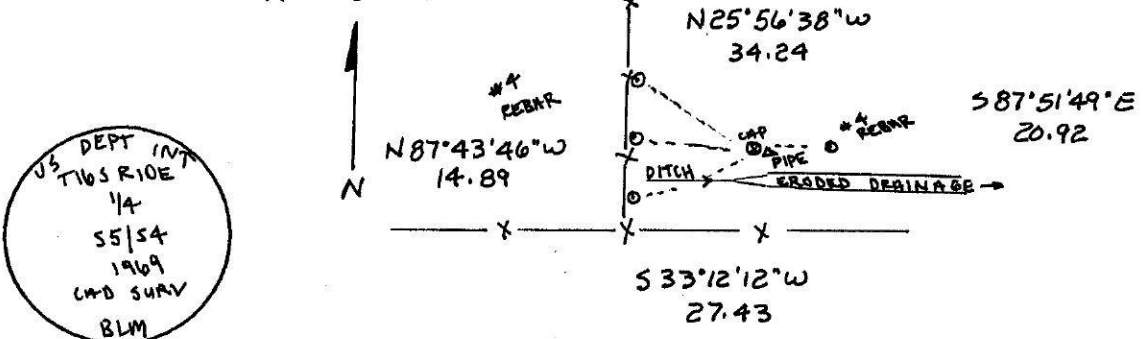 US DEPT INT
T16S R10E
1/4
S5|S4
1969
CAD SURV
BLM
N
N25°56'38"W
34.24
#4
REBAR
N87°43'46"W
14.89
CAP
PIPE
#4
REBAR
S87°51'49"E
20.92
DITCH
ERODED DRAINAGE
S33°12'12"W
27.43